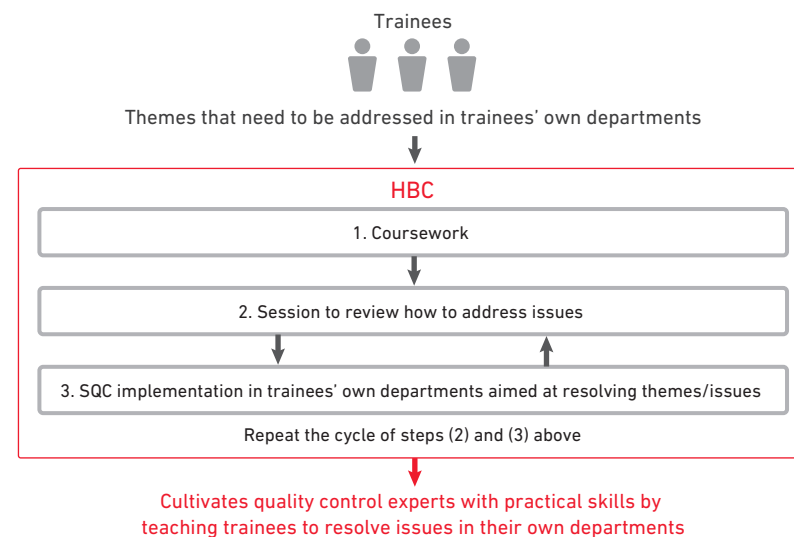 Trainees
Themes that need to be addressed in trainees’ own departments
HBC
1. Coursework
2. Session to review how to address issues
3. SQC implementation in trainees’ own departments aimed at resolving themes/issues
Repeat the cycle of steps (2) and (3) above
Cultivates quality control experts with practical skills by
teaching trainees to resolve issues in their own departments